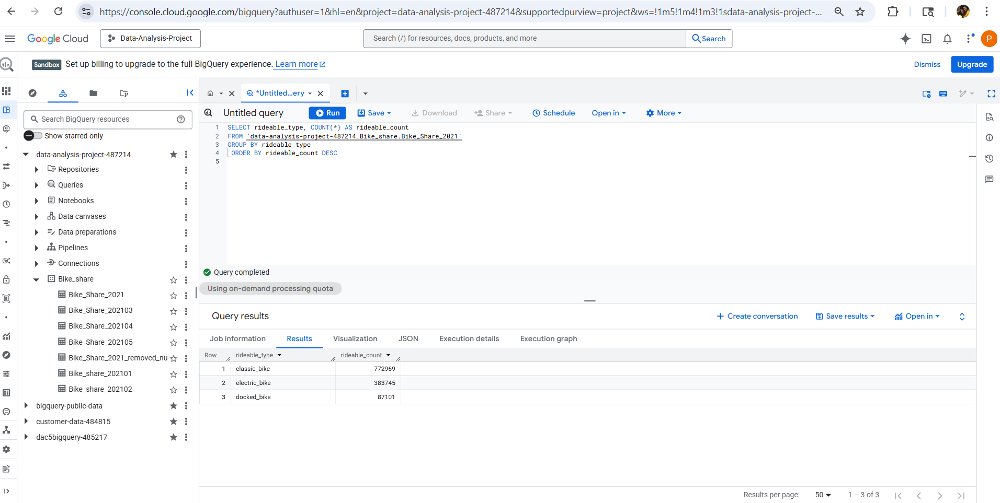 https://console.cloud.google.com/bigquery?authuser=1&hl=en&project=data-analysis-project-487214&supportedpurview=project&ws=!1m5!1m4!1m3!1sdata-analysis-project-...
Google Cloud
Data-Analysis-Project
Search (/) for resources, docs, products, and more
Search
P
Sandbox Set up billing to upgrade to the full BigQuery experience. Learn more
Dismiss
Upgrade
*Untitled...ery
Search BigQuery resources
Show starred only
data-analysis-project-487214
Repositories
Queries
Notebooks
Data canvases
Data preparations
Pipelines
Connections
Bike_share
Bike_Share_2021
Bike_Share_202103
Bike_Share_202104
Bike_Share_202105
Bike_Share_2021_removed_nu
Bike_share_202101
Bike_share_202102
bigquery-public-data
customer-data-484815
dac5bigquery-485217
Untitled query
Run
Save
Download
Share
Schedule
Open in
More
1 SELECT rideable_type, COUNT(*) AS rideable_count
2 FROM `data-analysis-project-487214.Bike_share.Bike_Share_2021`
3 GROUP BY rideable_type
4 ORDER BY rideable_count DESC
5
Query completed
Using on-demand processing quota
Query results
Create conversation
Save results
Open in
Job information Results Visualization JSON Execution details Execution graph
Row rideable_type rideable_count
1 classic_bike 772969
2 electric_bike 383745
3 docked_bike 87101
Results per page: 50 1 – 3 of 3